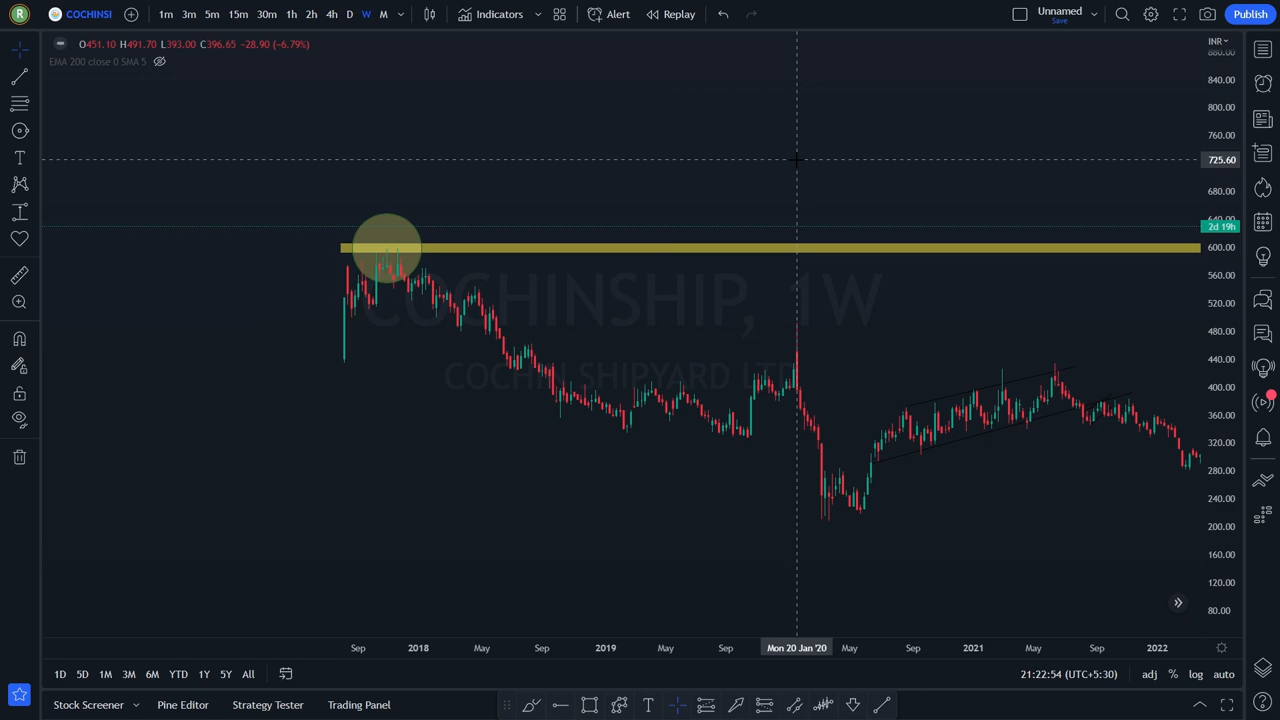 R COCHINSI 1m 3m 5m 15m 30m 1h 2h 4h D W M Indicators Alert Replay Unnamed Save Publish
O451.10 H491.70 L393.00 C396.65 -28.90 (-6.79%)
EMA 200 close 0 SMA 5
INR
880.00
840.00
800.00
760.00
725.60
680.00
640.00
2d 19h
600.00
560.00
520.00
480.00
440.00
400.00
360.00
320.00
280.00
240.00
200.00
160.00
120.00
80.00
COCHINSHIP, 1W
COCHIN SHIPYARD LTD
Sep 2018 May Sep 2019 May Sep Mon 20 Jan '20 May Sep 2021 May Sep 2022
1D 5D 1M 3M 6M YTD 1Y 5Y All 21:22:54 (UTC+5:30) adj % log auto
Stock Screener Pine Editor Strategy Tester Trading Panel